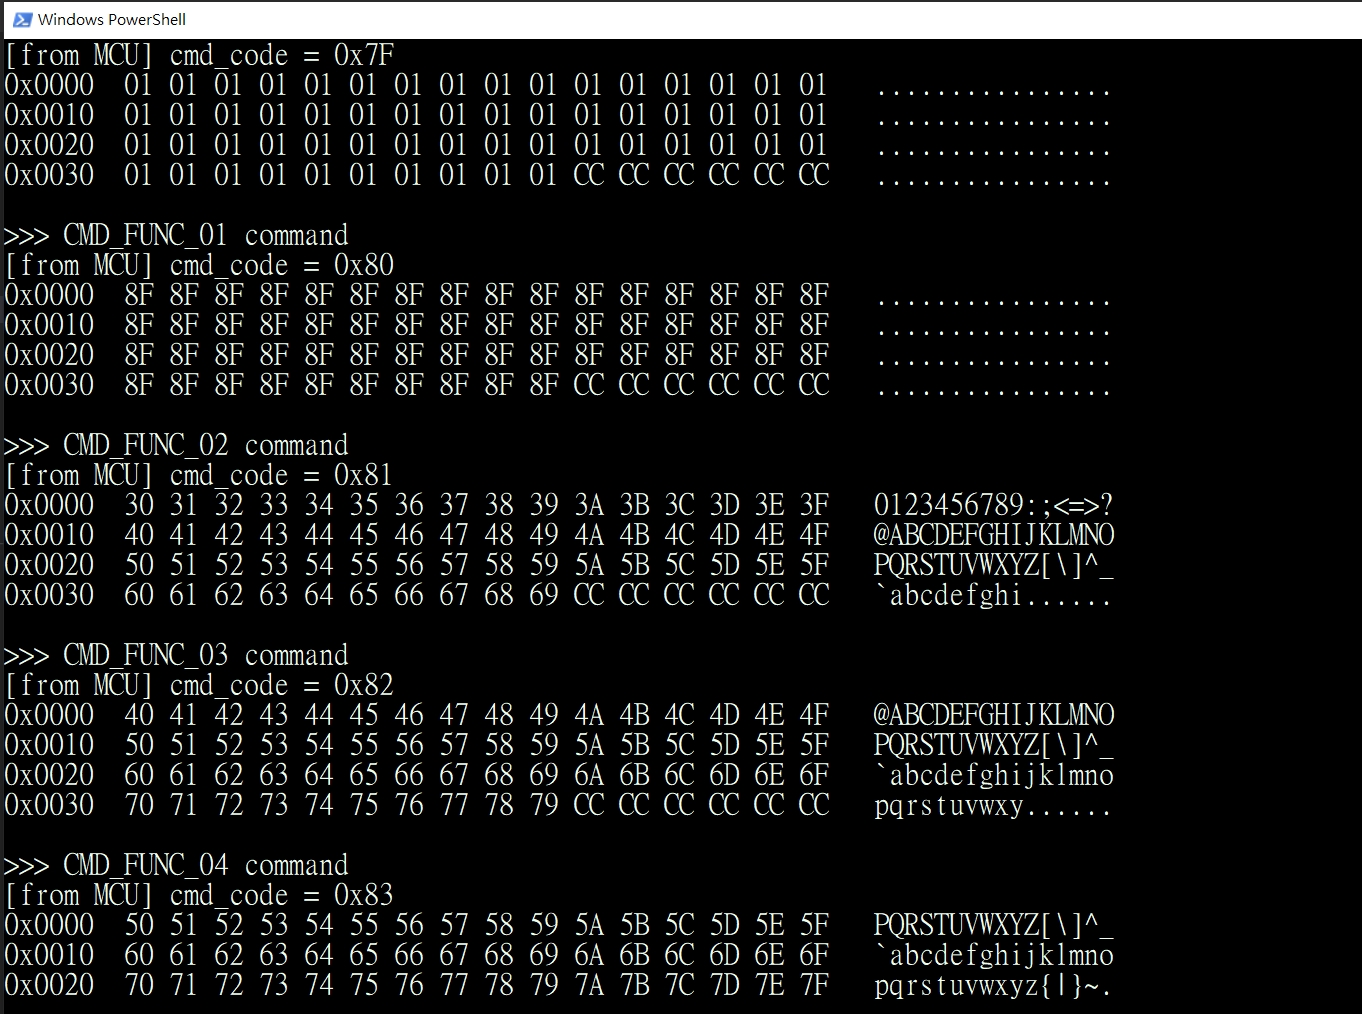 Windows PowerShell
[from MCU] cmd_code = 0x7F
0x0000  01 01 01 01 01 01 01 01 01 01 01 01 01 01 01 01   ................
0x0010  01 01 01 01 01 01 01 01 01 01 01 01 01 01 01 01   ................
0x0020  01 01 01 01 01 01 01 01 01 01 01 01 01 01 01 01   ................
0x0030  01 01 01 01 01 01 01 01 01 01 CC CC CC CC CC CC   ................
>>> CMD_FUNC_01 command
[from MCU] cmd_code = 0x80
0x0000  8F 8F 8F 8F 8F 8F 8F 8F 8F 8F 8F 8F 8F 8F 8F 8F   ................
0x0010  8F 8F 8F 8F 8F 8F 8F 8F 8F 8F 8F 8F 8F 8F 8F 8F   ................
0x0020  8F 8F 8F 8F 8F 8F 8F 8F 8F 8F 8F 8F 8F 8F 8F 8F   ................
0x0030  8F 8F 8F 8F 8F 8F 8F 8F 8F 8F CC CC CC CC CC CC   ................
>>> CMD_FUNC_02 command
[from MCU] cmd_code = 0x81
0x0000  30 31 32 33 34 35 36 37 38 39 3A 3B 3C 3D 3E 3F   0123456789:;<=>?
0x0010  40 41 42 43 44 45 46 47 48 49 4A 4B 4C 4D 4E 4F   @ABCDEFGHIJKLMNO
0x0020  50 51 52 53 54 55 56 57 58 59 5A 5B 5C 5D 5E 5F   PQRSTUVWXYZ[\]^_
0x0030  60 61 62 63 64 65 66 67 68 69 CC CC CC CC CC CC   `abcdefghi......
>>> CMD_FUNC_03 command
[from MCU] cmd_code = 0x82
0x0000  40 41 42 43 44 45 46 47 48 49 4A 4B 4C 4D 4E 4F   @ABCDEFGHIJKLMNO
0x0010  50 51 52 53 54 55 56 57 58 59 5A 5B 5C 5D 5E 5F   PQRSTUVWXYZ[\]^_
0x0020  60 61 62 63 64 65 66 67 68 69 6A 6B 6C 6D 6E 6F   `abcdefghijklmno
0x0030  70 71 72 73 74 75 76 77 78 79 CC CC CC CC CC CC   pqrstuvwxy......
>>> CMD_FUNC_04 command
[from MCU] cmd_code = 0x83
0x0000  50 51 52 53 54 55 56 57 58 59 5A 5B 5C 5D 5E 5F   PQRSTUVWXYZ[\]^_
0x0010  60 61 62 63 64 65 66 67 68 69 6A 6B 6C 6D 6E 6F   `abcdefghijklmno
0x0020  70 71 72 73 74 75 76 77 78 79 7A 7B 7C 7D 7E 7F   pqrstuvwxyz{|}~.